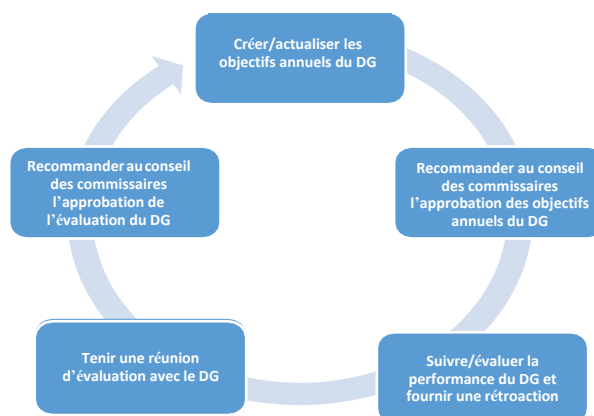 Créer/actualiser les
objectifs annuels du DG
Recommander au conseil
des commissaires
l'approbation des objectifs
annuels du DG
Suivre/évaluer la
performance du DG et
fournir une rétroaction
Tenir une réunion
d'évaluation avec le DG
Recommander au conseil
des commissaires
l'approbation de
l'évaluation du DG